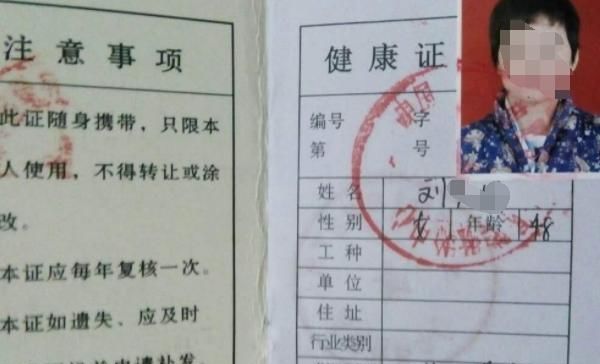 注意事项
此证随身携带，只限本
人使用，不得转让或涂
改。
本证应每年复核一次。
本证如遗失、应及时
健康证
编号 字
第 号
姓名 刘
性别 女 年龄 48
工种
单位
住址
行业类别